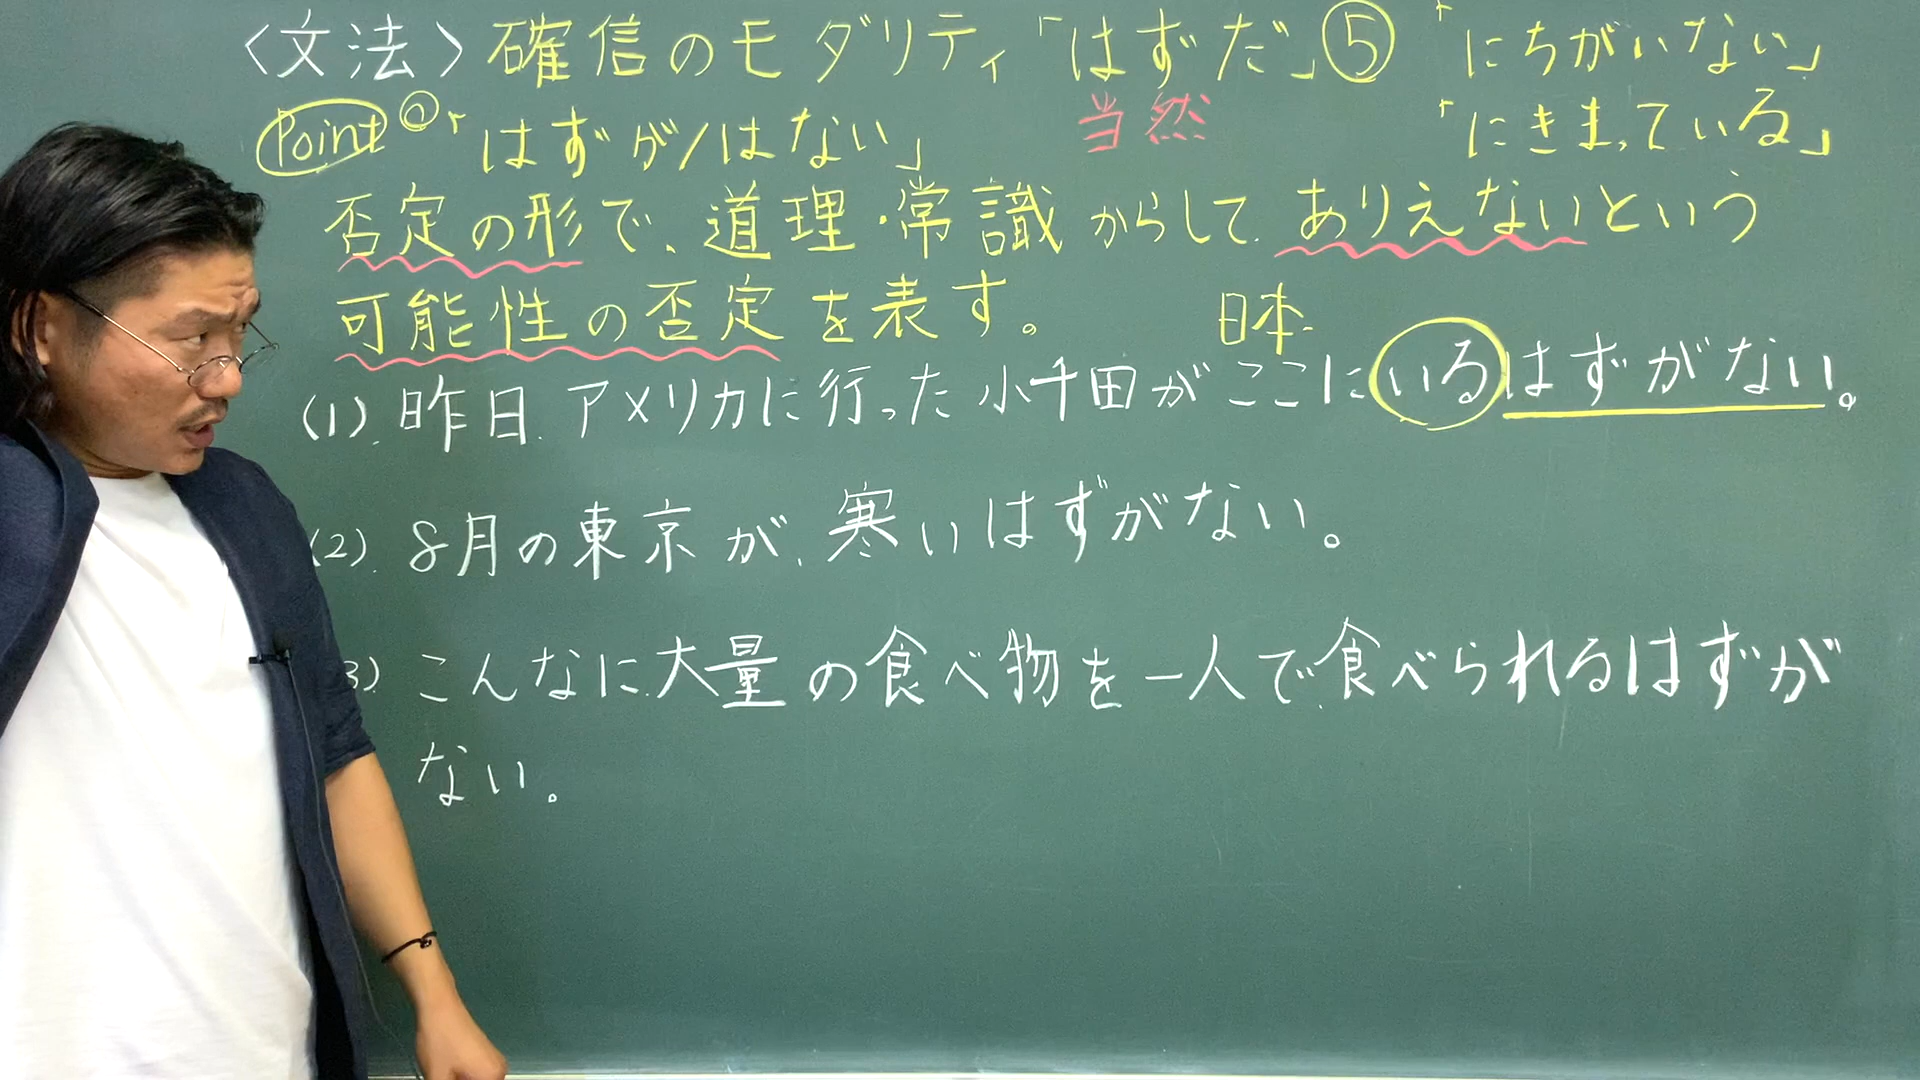 〈文法〉確信のモダリティ「はずだ」⑤ 「にちがいない」
当然 「にきまっている」
Point① 「はずが/はない」
否定の形で、道理・常識からして、ありえないという
可能性の否定を表す。
日本
(1). 昨日、アメリカに行った小千田がここにいるはずがない。
(2). 8月の東京が、寒いはずがない。
(3) こんなに大量の食べ物を一人で食べられるはずが
ない。